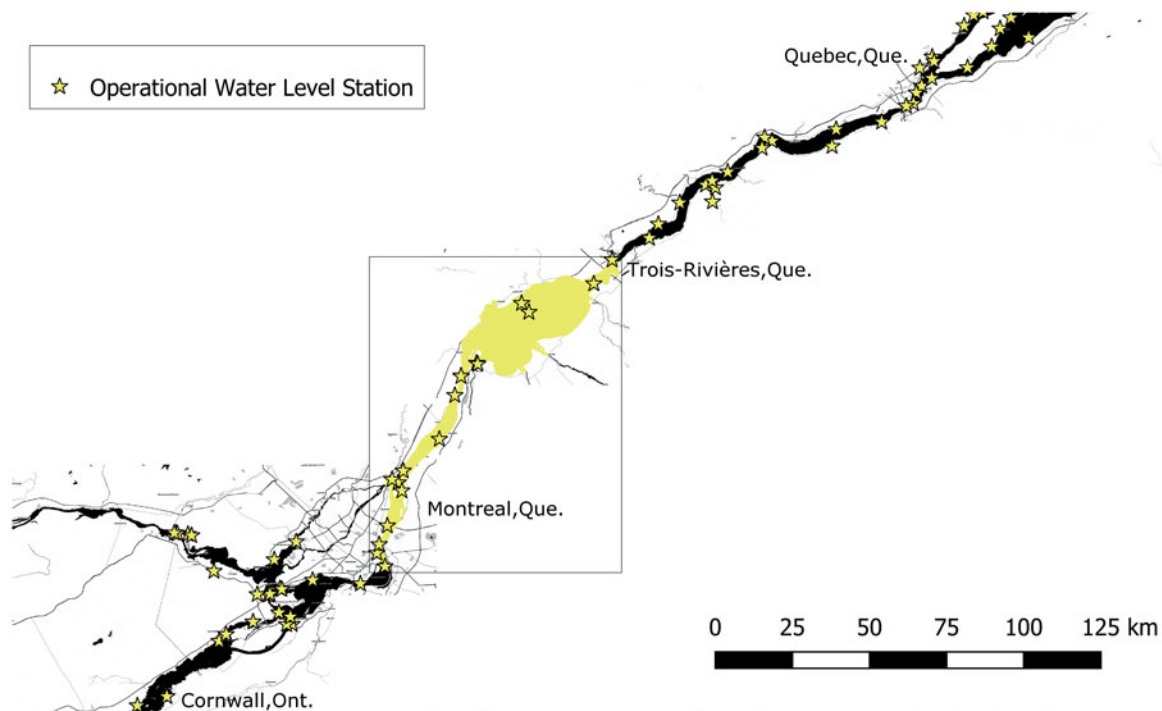 Quebec,Que.
Operational Water Level Station
Trois-Rivières,Que.
Montreal,Que.
0 25 50 75 100 125 km
Cornwall,Ont.